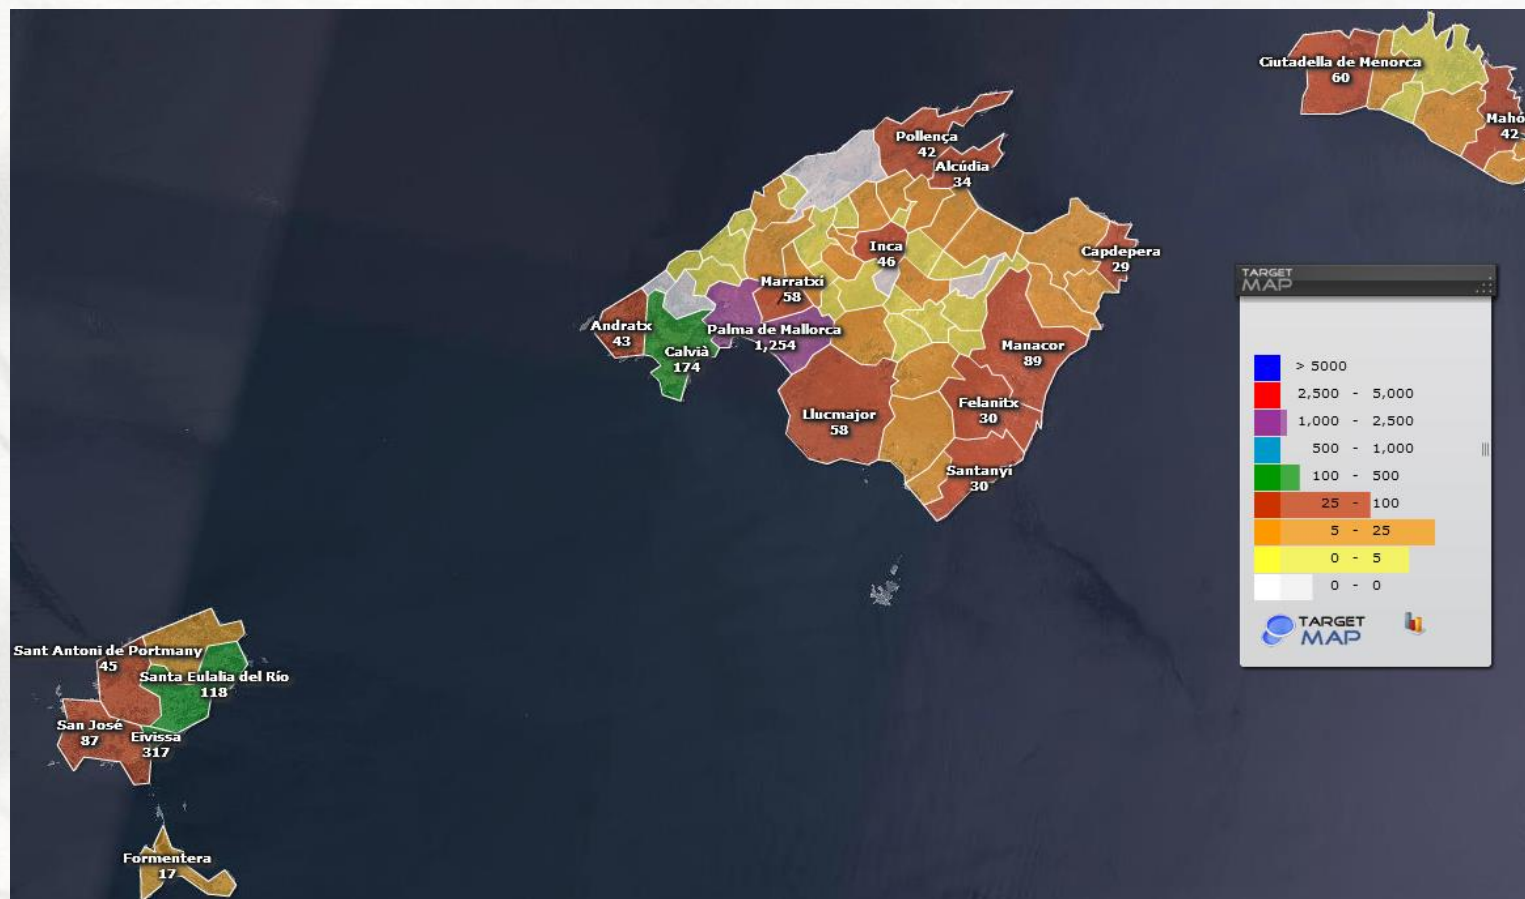 Ciutadella de Menorca
60
Mahó
42
Pollença
42
Alcúdia
34
Inca
46
Capdepera
29
Marratxi
58
Andratx
43
Palma de Mallorca
1,254
Calvià
174
Manacor
89
Llucmajor
58
Felanitx
30
Santanyí
30
Sant Antoni de Portmany
45
Santa Eulalia del Río
118
San José
87
Eivissa
317
Formentera
17
TARGET
MAP
> 5000
2,500 - 5,000
1,000 - 2,500
500 - 1,000
100 - 500
25 - 100
5 - 25
0 - 5
0 - 0
TARGET
MAP